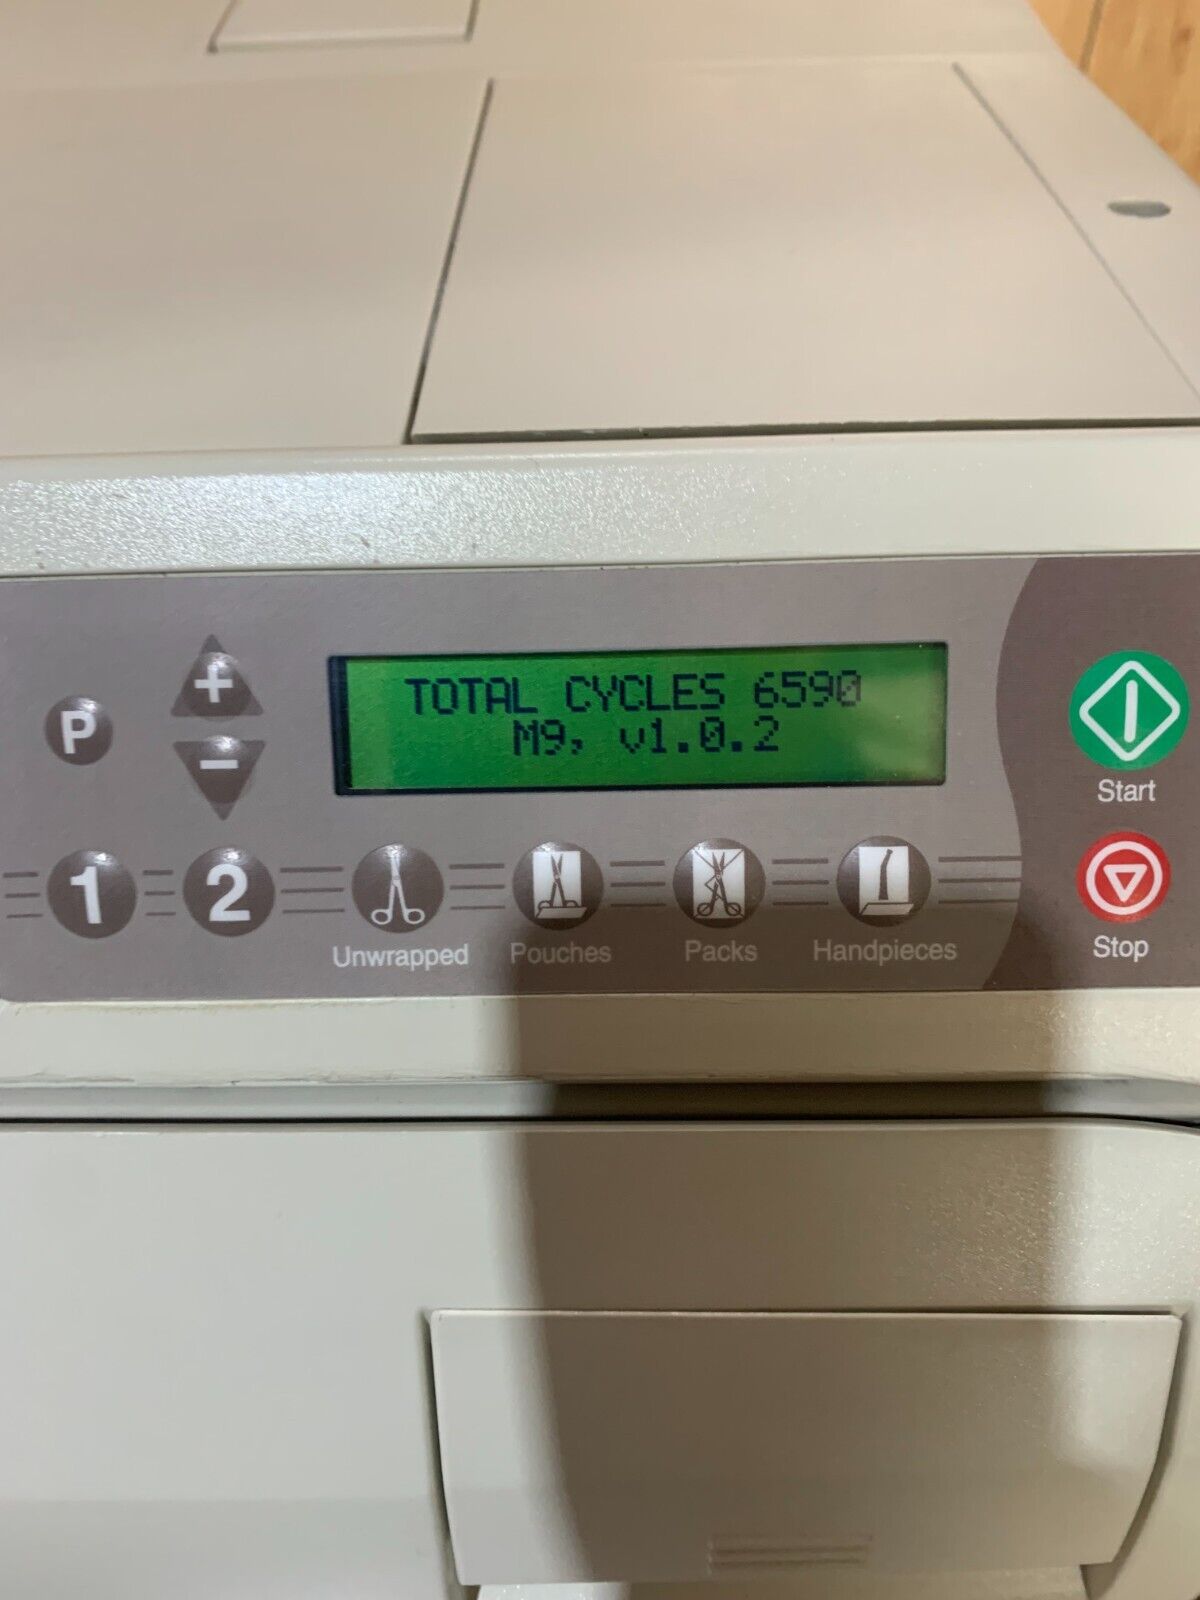 TOTAL CYCLES 6590
M9, v1.0.2
P
+
-
Start
1
2
Unwrapped
Pouches
Packs
Handpieces
Stop